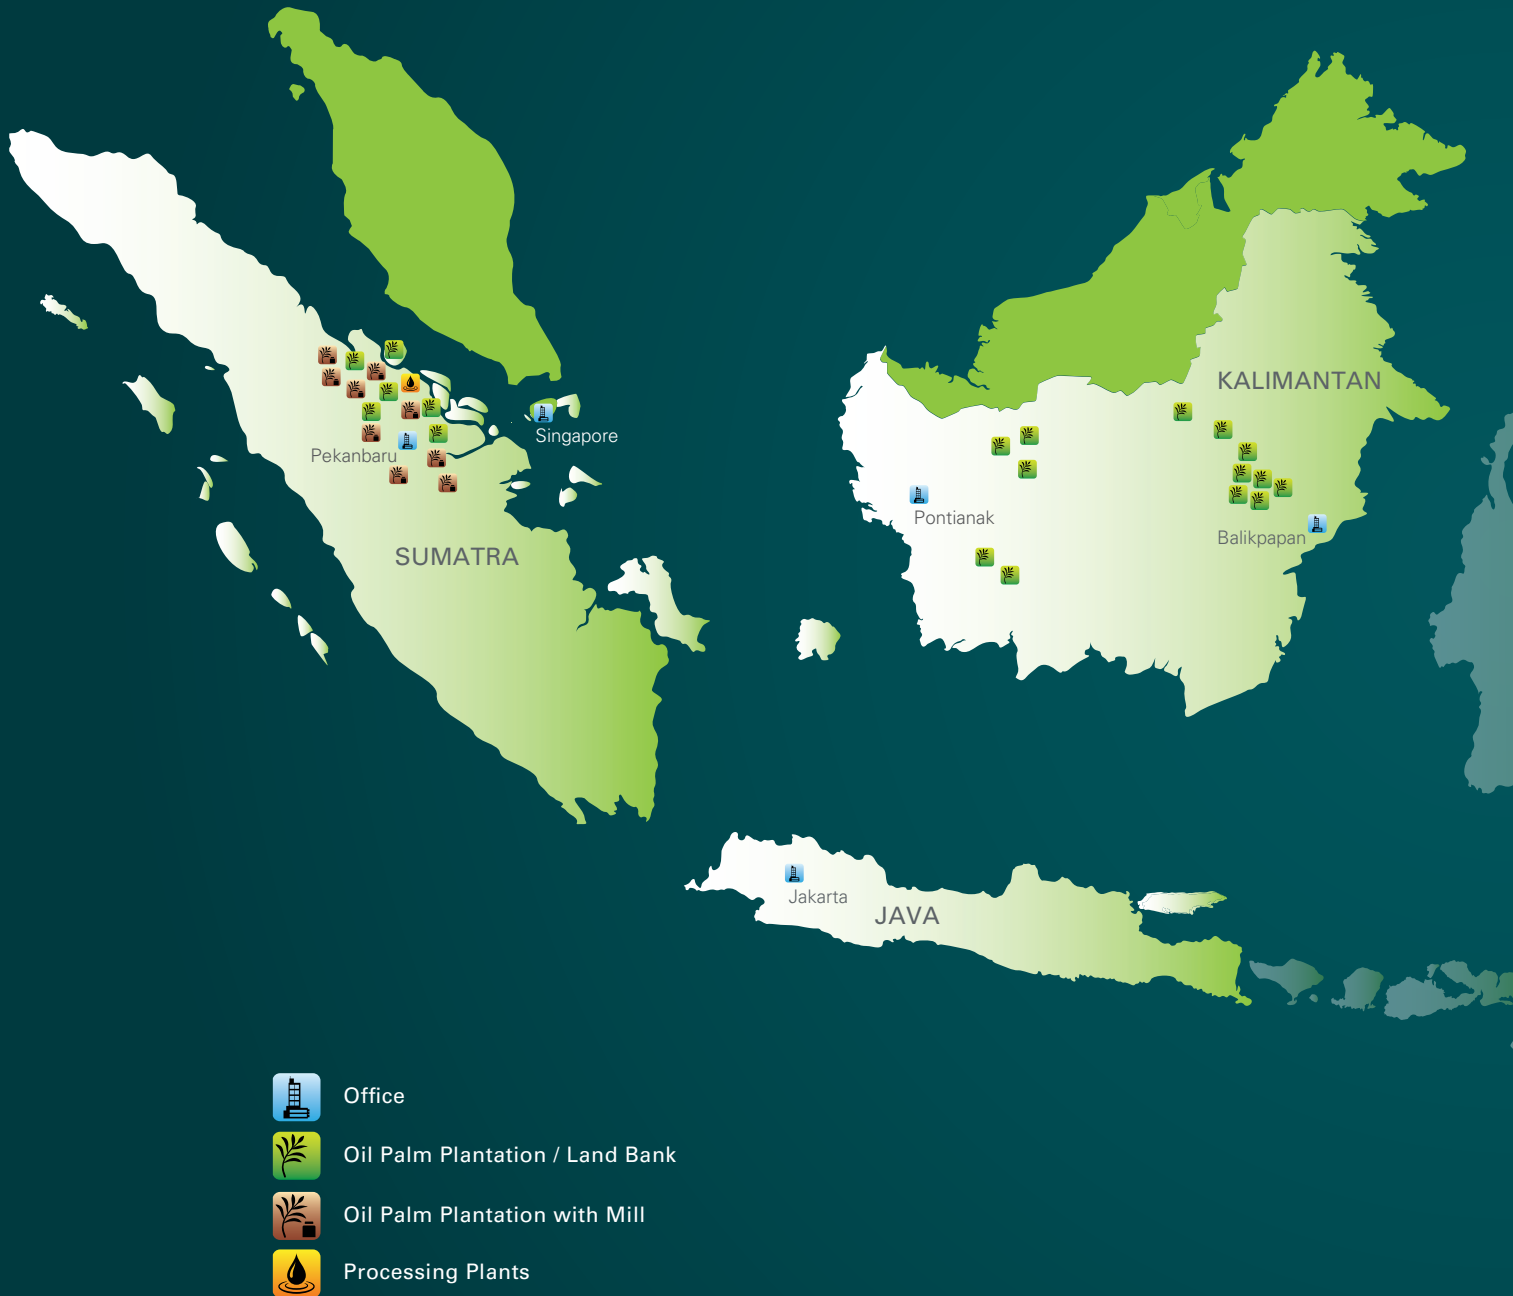 KALIMANTAN
Singapore
Pekanbaru
Pontianak
Balikpapan
SUMATRA
Jakarta
JAVA
Office
Oil Palm Plantation / Land Bank
Oil Palm Plantation with Mill
Processing Plants